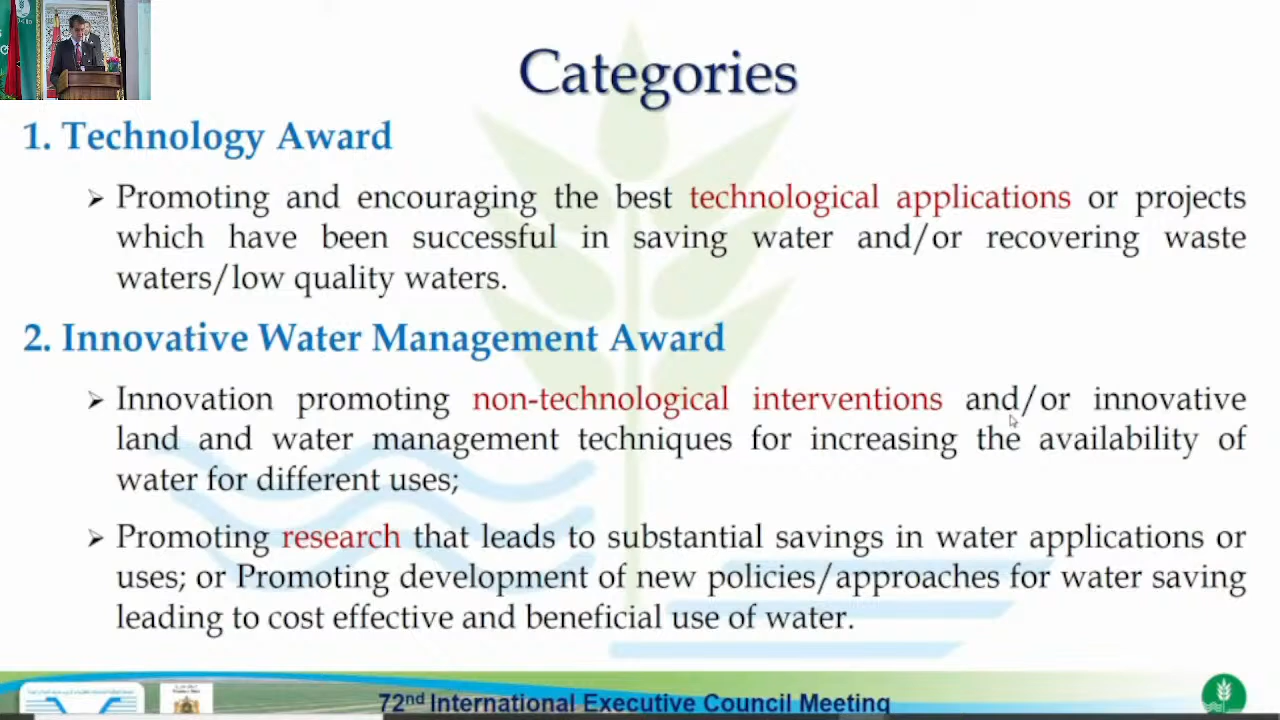 Categories
1. Technology Award
➢ Promoting and encouraging the best technological applications or projects
which have been successful in saving water and/or recovering waste
waters/low quality waters.
2. Innovative Water Management Award
➢ Innovation promoting non-technological interventions and/or innovative
land and water management techniques for increasing the availability of
water for different uses;
➢ Promoting research that leads to substantial savings in water applications or
uses; or Promoting development of new policies/approaches for water saving
leading to cost effective and beneficial use of water.
72nd International Executive Council Meeting